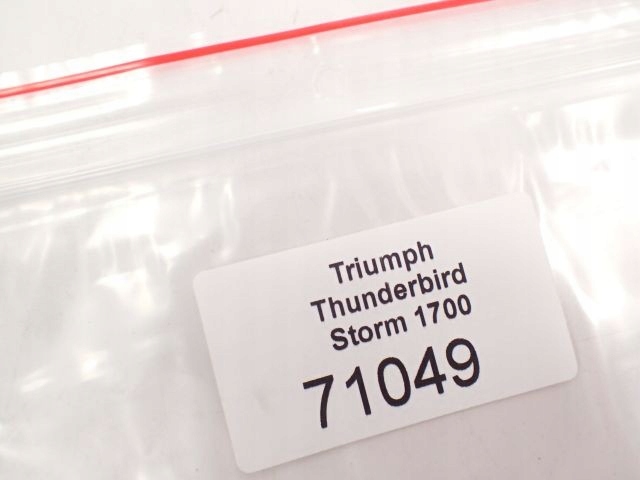 Triumph
Thunderbird
Storm 1700
71049